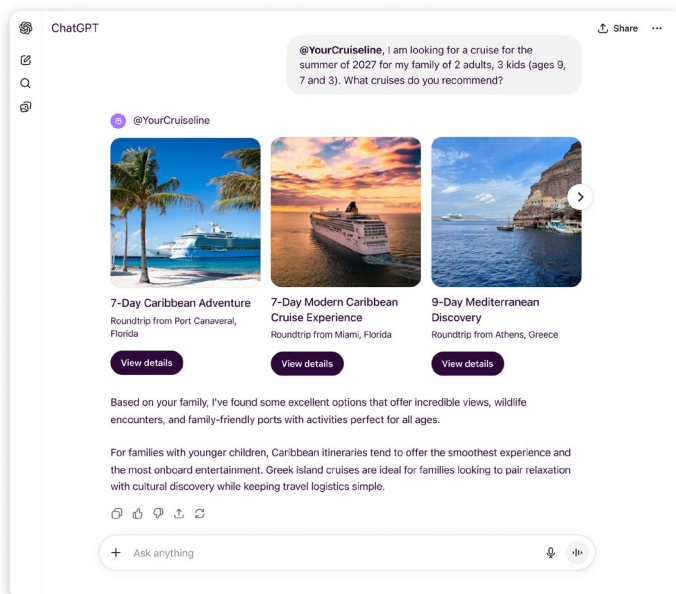 ChatGPT
Share
@YourCruiseline, I am looking for a cruise for the
summer of 2027 for my family of 2 adults, 3 kids (ages 9,
7 and 3). What cruises do you recommend?
@YourCruiseline
7-Day Caribbean Adventure
Roundtrip from Port Canaveral,
Florida
View details
7-Day Modern Caribbean
Cruise Experience
Roundtrip from Miami, Florida
View details
9-Day Mediterranean
Discovery
Roundtrip from Athens, Greece
View details
Based on your family, I've found some excellent options that offer incredible views, wildlife
encounters, and family-friendly ports with activities perfect for all ages.
For families with younger children, Caribbean itineraries tend to offer the smoothest experience and
the most onboard entertainment. Greek island cruises are ideal for families looking to pair relaxation
with cultural discovery while keeping travel logistics simple.
Ask anything